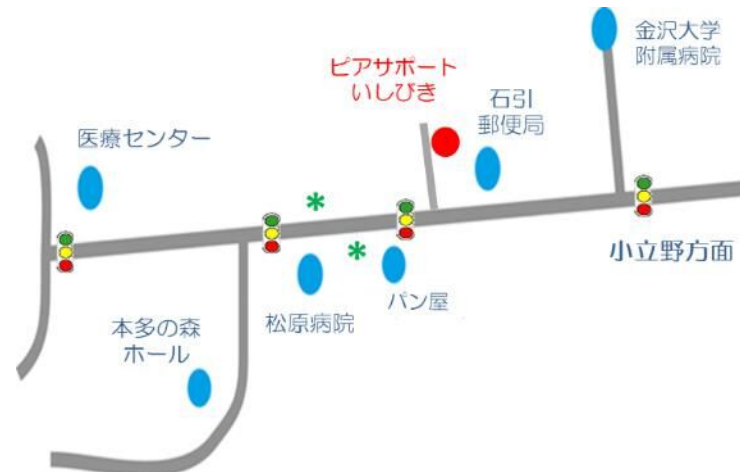 金沢大学
附属病院
ピアサポート
いしびき
石引
郵便局
医療センター
＊
＊
小立野方面
パン屋
松原病院
本多の森
ホール